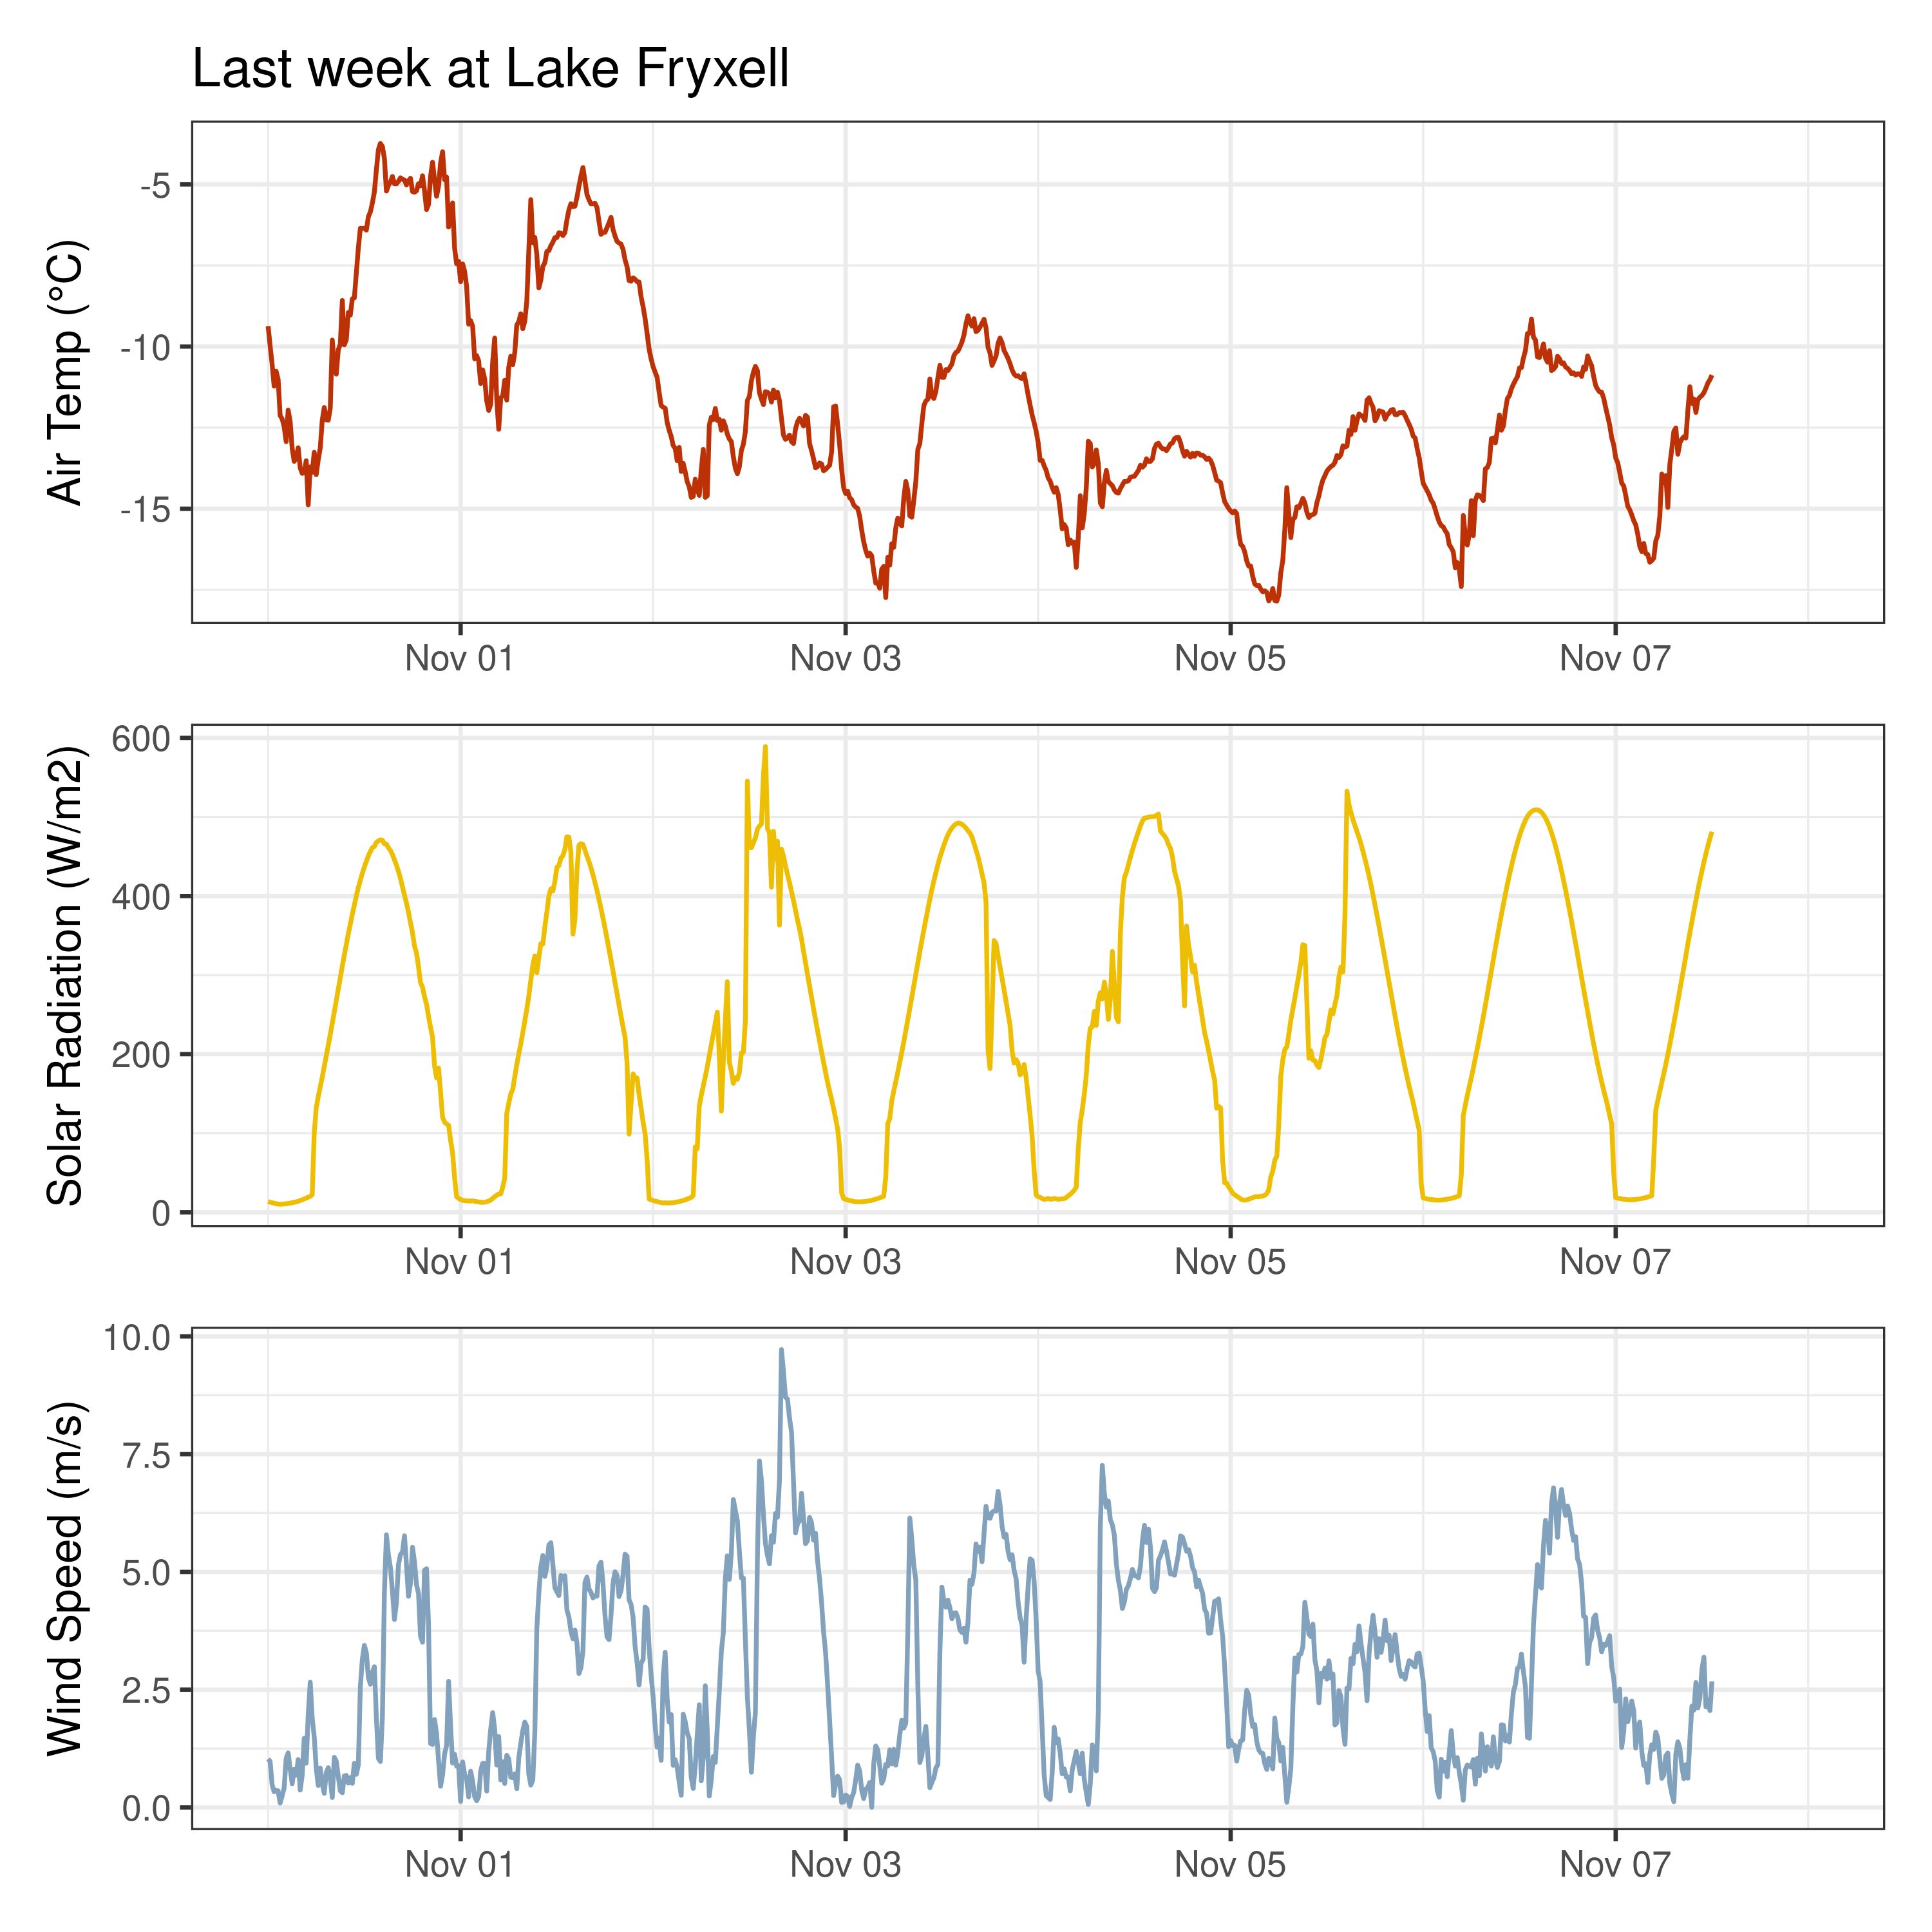 Last week at Lake Fryxell
Air Temp (°C)
-5
-10
-15
Nov 01 Nov 03 Nov 05 Nov 07
Solar Radiation (W/m2)
600
400
200
0
Nov 01 Nov 03 Nov 05 Nov 07
Wind Speed (m/s)
10.0
7.5
5.0
2.5
0.0
Nov 01 Nov 03 Nov 05 Nov 07